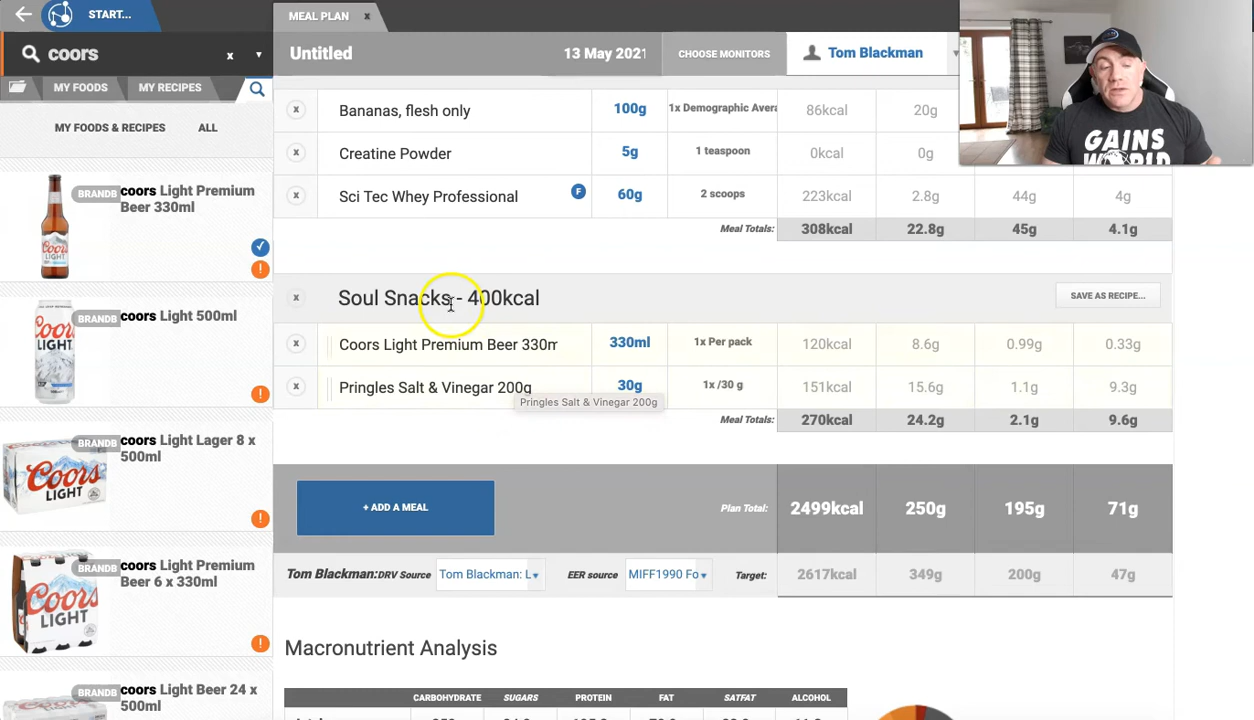 START...
MEAL PLAN x
coors x
Untitled 13 May 2021 CHOOSE MONITORS Tom Blackman
MY FOODS MY RECIPES
MY FOODS & RECIPES ALL
BRANDB coors Light Premium
Beer 330ml
BRANDB coors Light 500ml
BRANDB coors Light Lager 8 x
500ml
BRANDB coors Light Premium
Beer 6 x 330ml
BRANDB coors Light Beer 24 x
500ml
x Bananas, flesh only 100g 1x Demographic Avera 86kcal 20g
x Creatine Powder 5g 1 teaspoon 0kcal 0g
x Sci Tec Whey Professional F 60g 2 scoops 223kcal 2.8g 44g 4g
Meal Totals: 308kcal 22.8g 45g 4.1g
x Soul Snacks - 400kcal SAVE AS RECIPE...
x Coors Light Premium Beer 330m 330ml 1x Per pack 120kcal 8.6g 0.99g 0.33g
x Pringles Salt & Vinegar 200g 30g 1x /30 g 151kcal 15.6g 1.1g 9.3g
Pringles Salt & Vinegar 200g
Meal Totals: 270kcal 24.2g 2.1g 9.6g
+ ADD A MEAL Plan Total: 2499kcal 250g 195g 71g
Tom Blackman:DRV Source Tom Blackman: L EER source MIFF1990 Fo Target: 2617kcal 349g 200g 47g
Macronutrient Analysis
CARBOHYDRATE SUGARS PROTEIN FAT SATFAT ALCOHOL
GAINS
WORLD